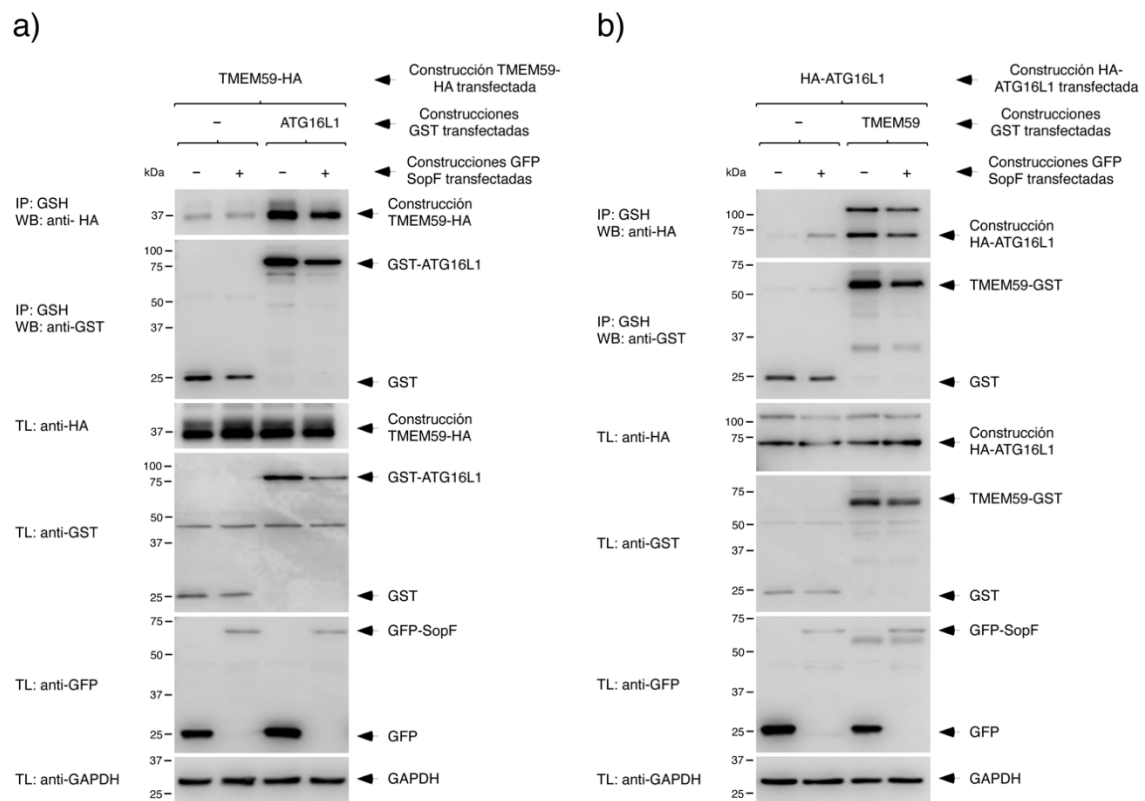 a)
TMEM59-HA
Construcción TMEM59-
HA transfectada
–
ATG16L1
Construcciones
GST transfectadas
kDa
–
+
–
+
Construcciones GFP
SopF transfectadas
IP: GSH
WB: anti- HA
37
Construcción
TMEM59-HA
IP: GSH
WB: anti-GST
100
75
50
37
25
GST-ATG16L1
GST
TL: anti-HA
37
Construcción
TMEM59-HA
TL: anti-GST
100
75
50
37
25
GST-ATG16L1
GST
TL: anti-GFP
75
50
37
25
GFP-SopF
GFP
TL: anti-GAPDH
37
25
GAPDH
b)
HA-ATG16L1
Construcción HA-
ATG16L1 transfectada
–
TMEM59
Construcciones
GST transfectadas
kDa
–
+
–
+
Construcciones GFP
SopF transfectadas
IP: GSH
WB: anti-HA
100
75
Construcción
HA-ATG16L1
IP: GSH
WB: anti-GST
75
50
37
25
TMEM59-GST
GST
TL: anti-HA
100
75
Construcción
HA-ATG16L1
TL: anti-GST
75
50
37
25
TMEM59-GST
GST
TL: anti-GFP
75
50
37
25
GFP-SopF
GFP
TL: anti-GAPDH
37
25
GAPDH